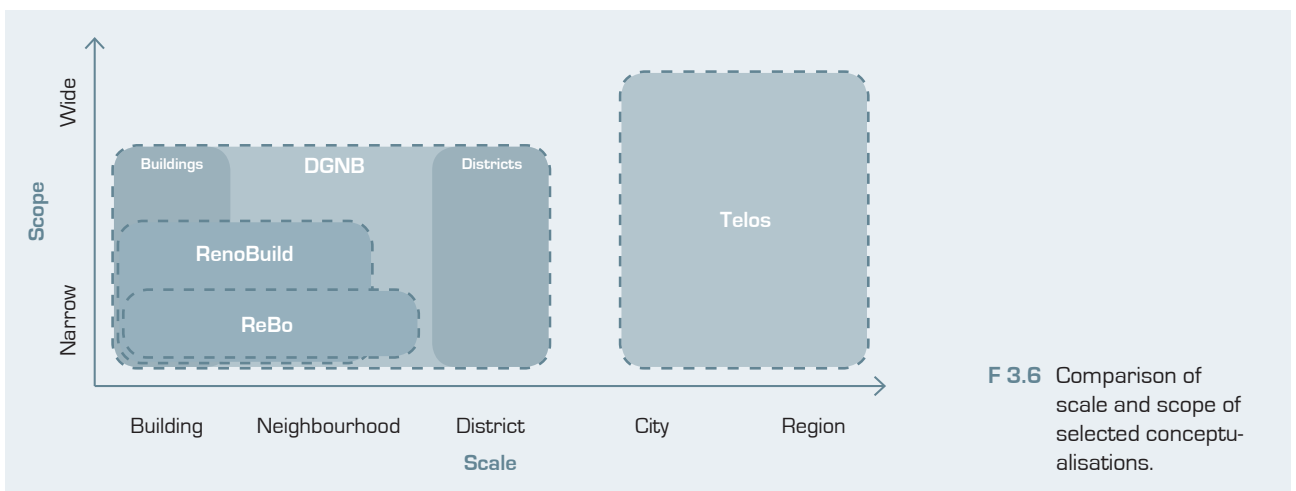 Wide
Scope
Narrow
Buildings
DGNB
Districts
RenoBuild
ReBo
Telos
Building
Neighbourhood
District
City
Region
Scale
F 3.6 Comparison of
scale and scope of
selected conceptu-
alisations.